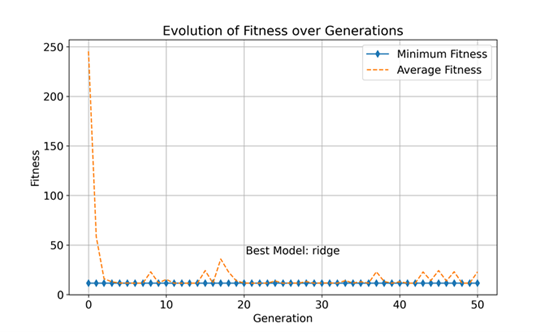 Evolution of Fitness over Generations
250
200
150
100
50
0
Fitness
Minimum Fitness
Average Fitness
Best Model: ridge
0 10 20 30 40 50
Generation